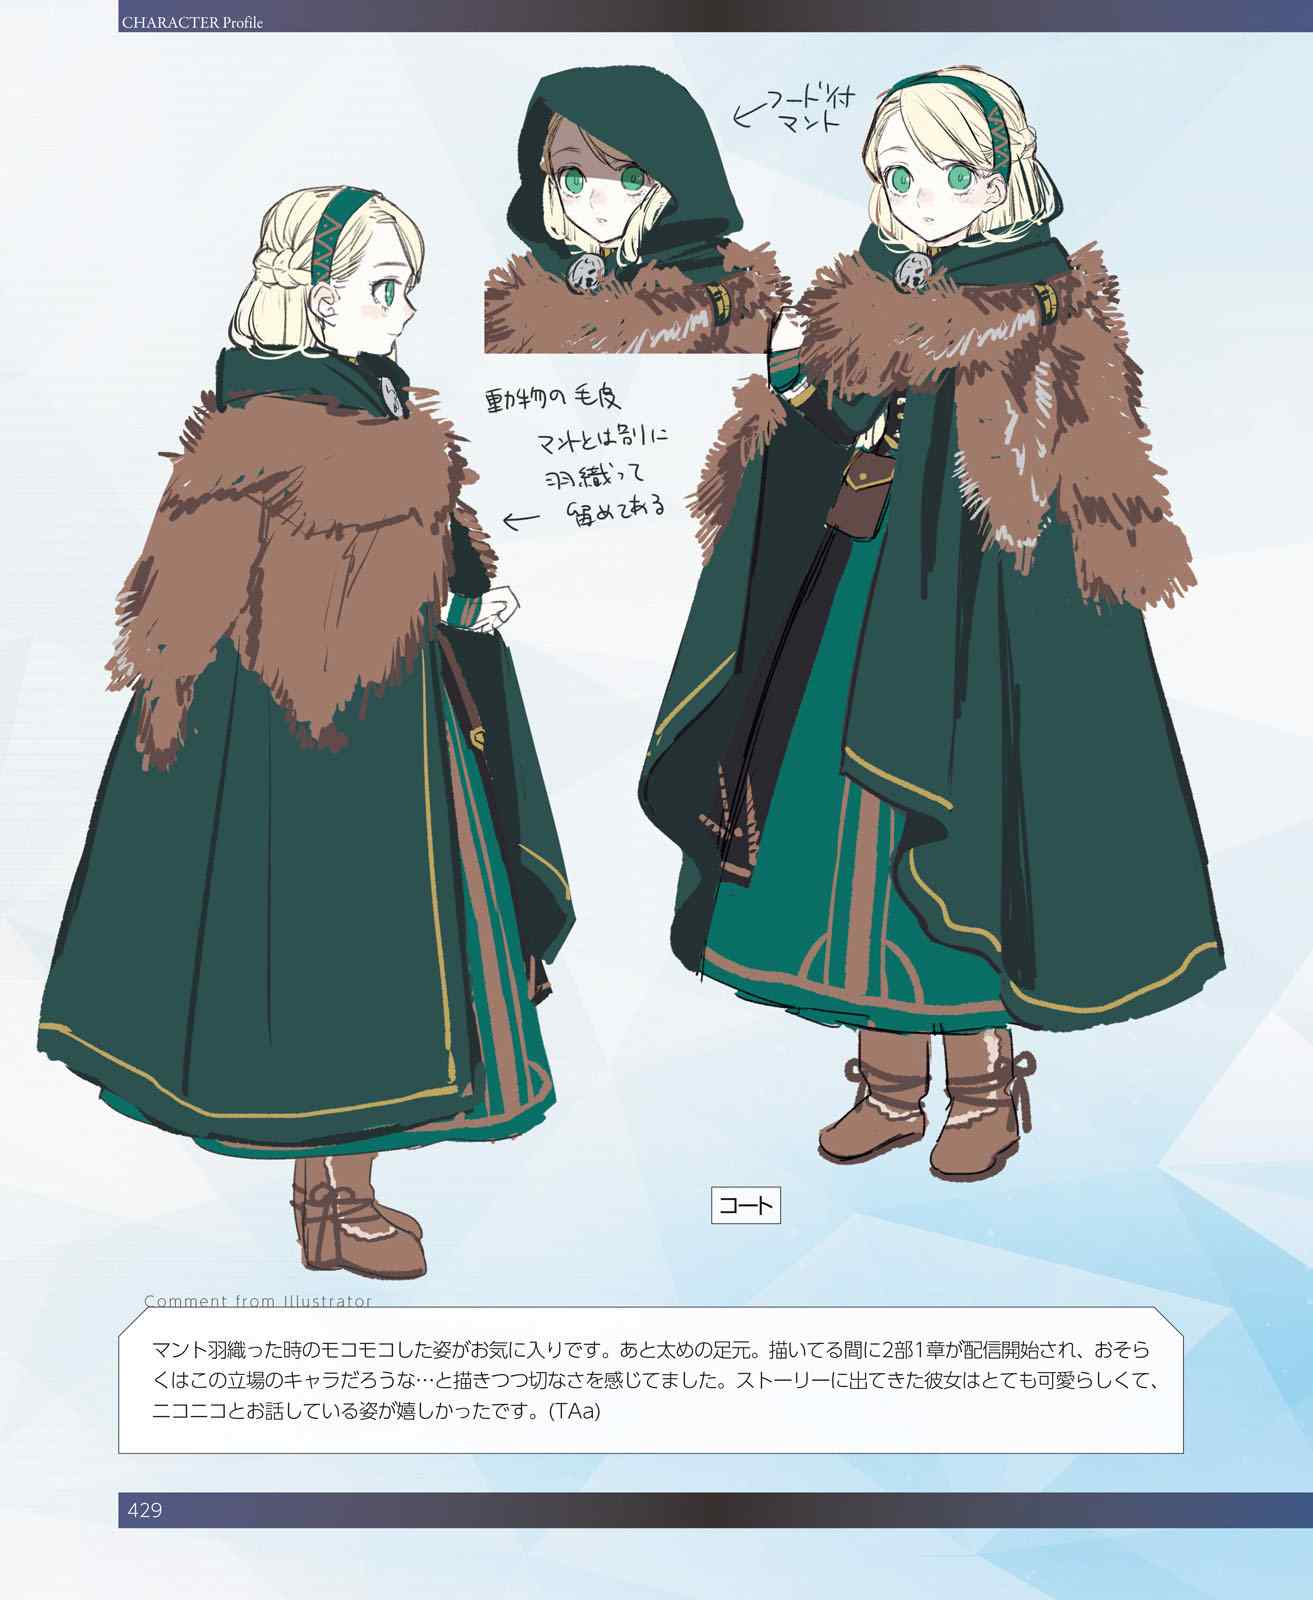 CHARACTER Profile
フード付
マント
動物の毛皮
マントとは別に
羽織って
留めてある
コート
Comment from Illustrator
マント羽織った時のモコモコした姿がお気に入りです。あと太めの足元。描いてる間に2部1章が配信開始され、おそら
くはこの立場のキャラだろうな…と描きつつ切なさを感じてました。ストーリーに出てきた彼女はとても可愛らしくて、
ニコニコとお話している姿が嬉しかったです。(TAa)
429